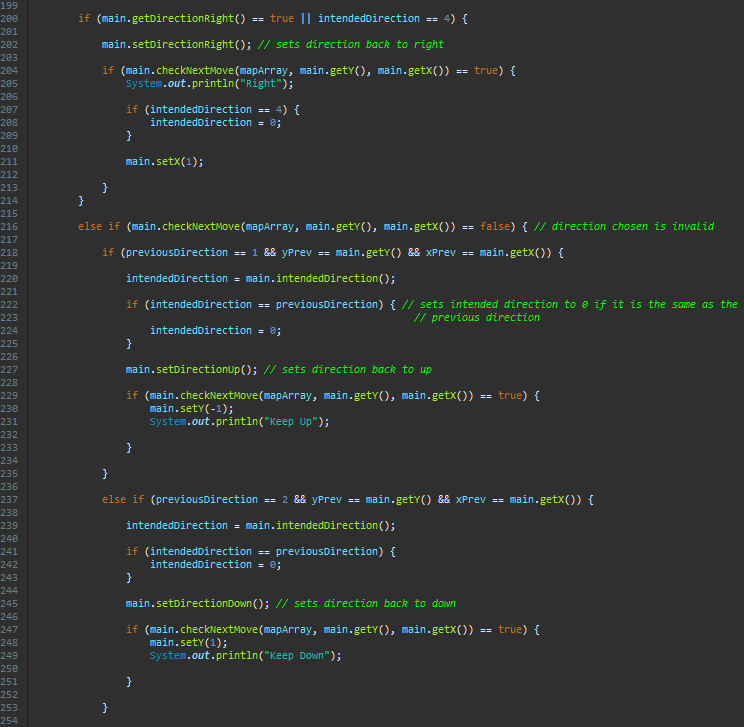 199
200 if (main.getDirectionRight() == true || intendedDirection == 4) {
201
202 main.setDirectionRight(); // sets direction back to right
203
204 if (main.checkNextMove(mapArray, main.getY(), main.getX()) == true) {
205 System.out.println("Right");
206
207 if (intendedDirection == 4) {
208 intendedDirection = 0;
209 }
210
211 main.setX(1);
212
213 }
214 }
215
216 else if (main.checkNextMove(mapArray, main.getY(), main.getX()) == false) { // direction chosen is invalid
217
218 if (previousDirection == 1 && yPrev == main.getY() && xPrev == main.getX()) {
219
220 intendedDirection = main.intendedDirection();
221
222 if (intendedDirection == previousDirection) { // sets intended direction to 0 if it is the same as the
223 // previous direction
224 intendedDirection = 0;
225 }
226
227 main.setDirectionUp(); // sets direction back to up
228
229 if (main.checkNextMove(mapArray, main.getY(), main.getX()) == true) {
230 main.setY(-1);
231 System.out.println("Keep Up");
232
233 }
234
235 }
236
237 else if (previousDirection == 2 && yPrev == main.getY() && xPrev == main.getX()) {
238
239 intendedDirection = main.intendedDirection();
240
241 if (intendedDirection == previousDirection) {
242 intendedDirection = 0;
243 }
244
245 main.setDirectionDown(); // sets direction back to down
246
247 if (main.checkNextMove(mapArray, main.getY(), main.getX()) == true) {
248 main.setY(1);
249 System.out.println("Keep Down");
250
251 }
252
253 }
254